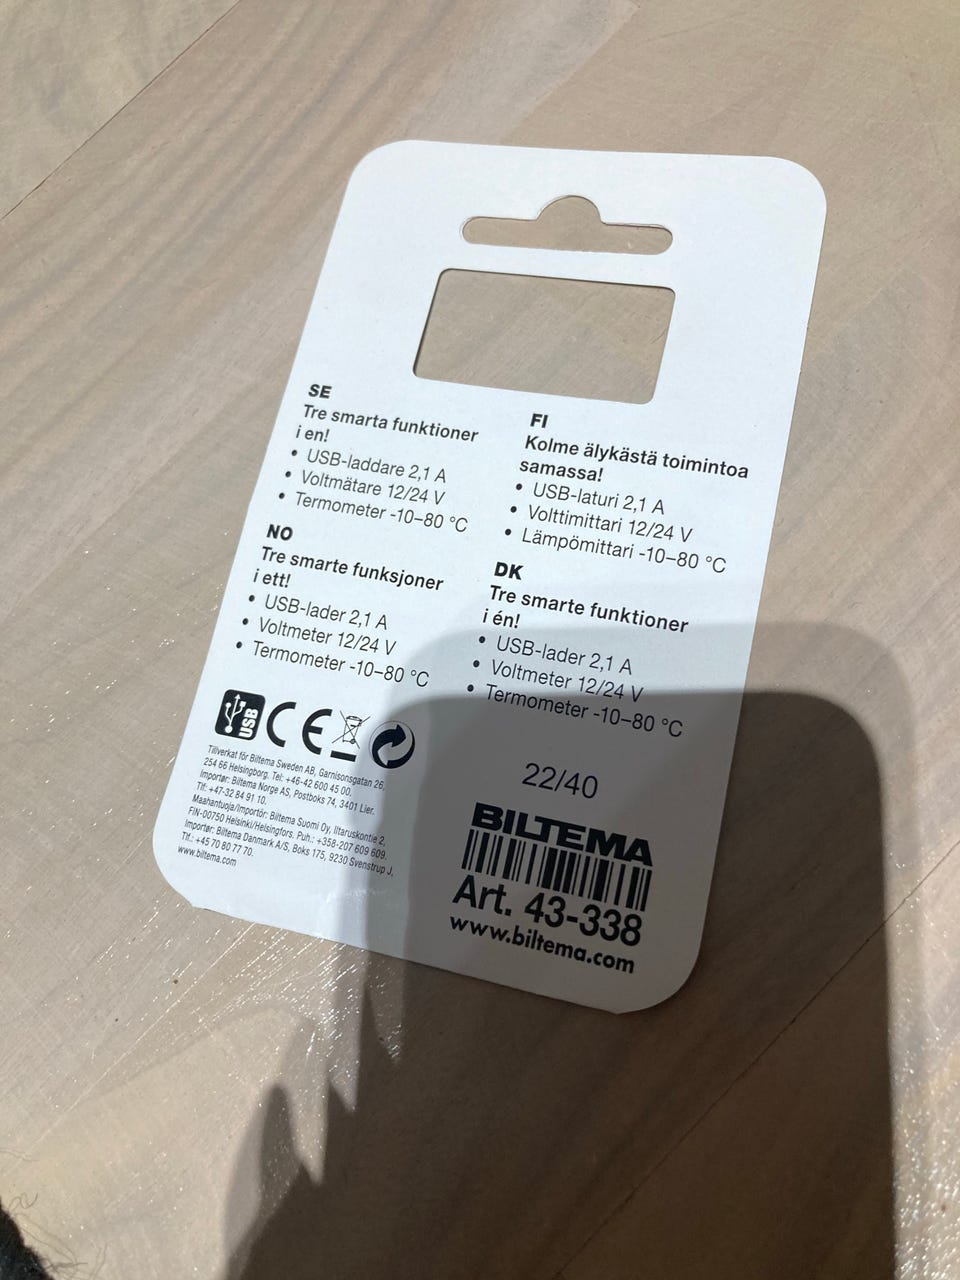 SE
Tre smarta funktioner
i en!
• USB-laddare 2,1 A
• Voltmätare 12/24 V
• Termometer -10–80 °C
NO
Tre smarte funksjoner
i ett!
• USB-lader 2,1 A
• Voltmeter 12/24 V
• Termometer -10–80 °C
FI
Kolme älykästä toimintoa
samassa!
• USB-laturi 2,1 A
• Volttimittari 12/24 V
• Lämpömittari -10–80 °C
DK
Tre smarte funktioner
i én!
• USB-lader 2,1 A
• Voltmeter 12/24 V
• Termometer -10–80 °C
USB
CE
Tillverkat för Biltema Sweden AB, Garnisonsgatan 26,
254 66 Helsingborg. Tel: +46-42 600 45 00.
Importør: Biltema Norge AS, Postboks 74, 3401 Lier.
Tlf: +47-32 84 91 10.
Maahantuoja/Importör: Biltema Suomi Oy, Iltaruskontie 2,
FIN-00750 Helsinki/Helsingfors. Puh.: +358-207 609 609.
Importør: Biltema Danmark A/S, Boks 175, 9230 Svenstrup J,
Tlf.: +45 70 80 77 70.
www.biltema.com
22/40
BILTEMA
Art. 43-338
www.biltema.com